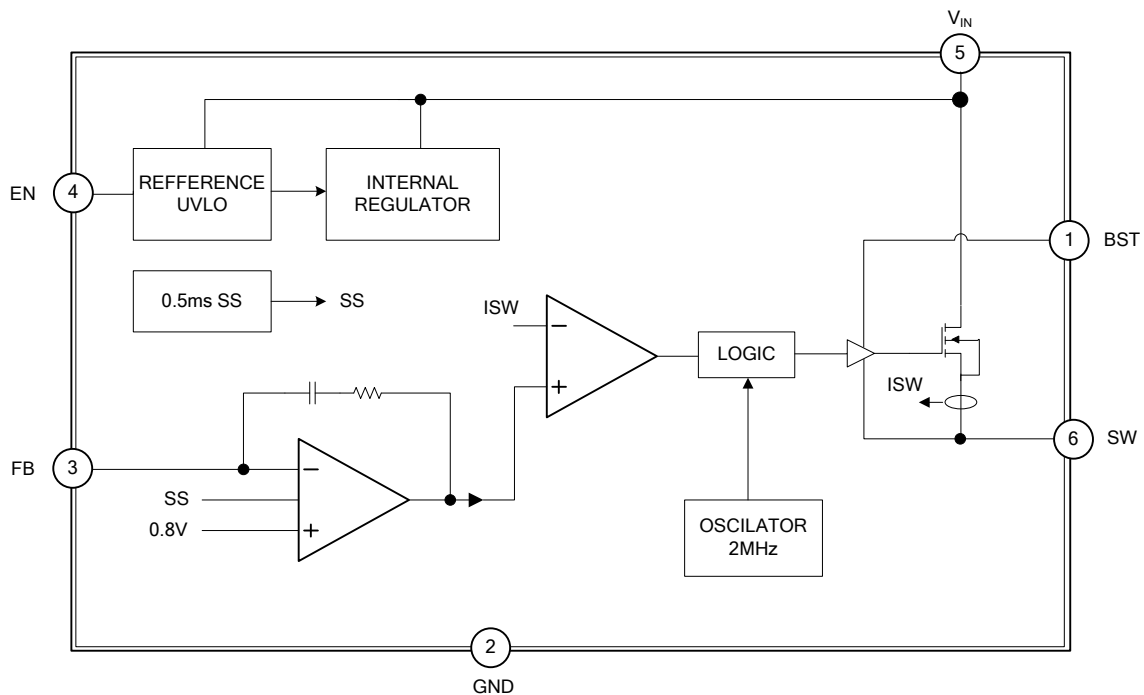 VIN
5
EN
4
REFFERENCE
UVLO
INTERNAL
REGULATOR
1
BST
0.5ms SS
SS
ISW
−
+
LOGIC
ISW
FB
3
−
SS
0.8V
+
6
SW
OSCILATOR
2MHz
2
GND